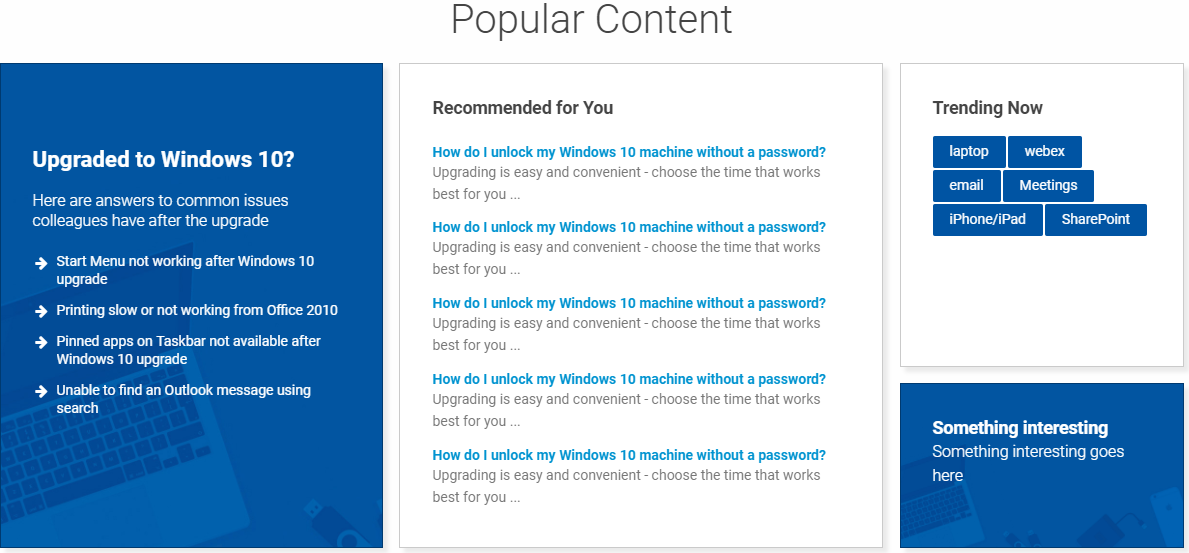 Popular Content
Upgraded to Windows 10?
Here are answers to common issues
colleagues have after the upgrade
Start Menu not working after Windows 10
upgrade
Printing slow or not working from Office 2010
Pinned apps on Taskbar not available after
Windows 10 upgrade
Unable to find an Outlook message using
search
Recommended for You
How do I unlock my Windows 10 machine without a password?
Upgrading is easy and convenient - choose the time that works
best for you ...
How do I unlock my Windows 10 machine without a password?
Upgrading is easy and convenient - choose the time that works
best for you ...
How do I unlock my Windows 10 machine without a password?
Upgrading is easy and convenient - choose the time that works
best for you ...
How do I unlock my Windows 10 machine without a password?
Upgrading is easy and convenient - choose the time that works
best for you ...
How do I unlock my Windows 10 machine without a password?
Upgrading is easy and convenient - choose the time that works
best for you ...
Trending Now
laptop webex
email Meetings
iPhone/iPad SharePoint
Something interesting
Something interesting goes
here